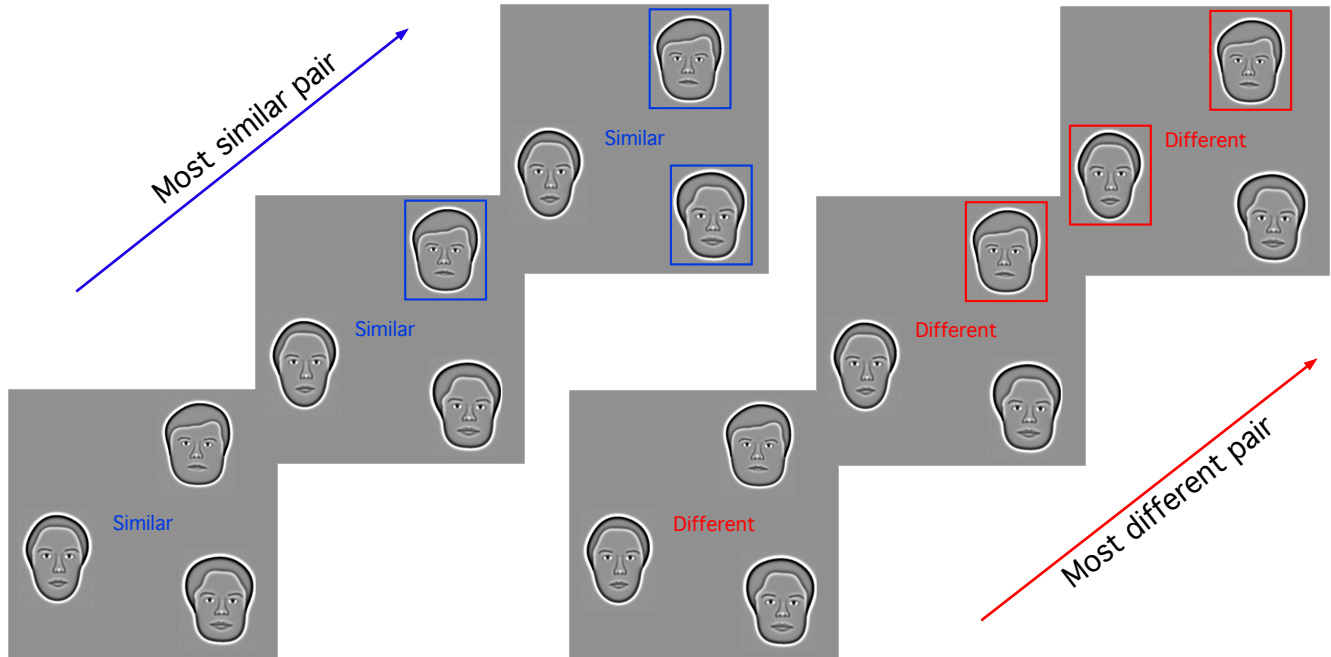 Most similar pair
Similar
Similar
Similar
Different
Different
Different
Most different pair